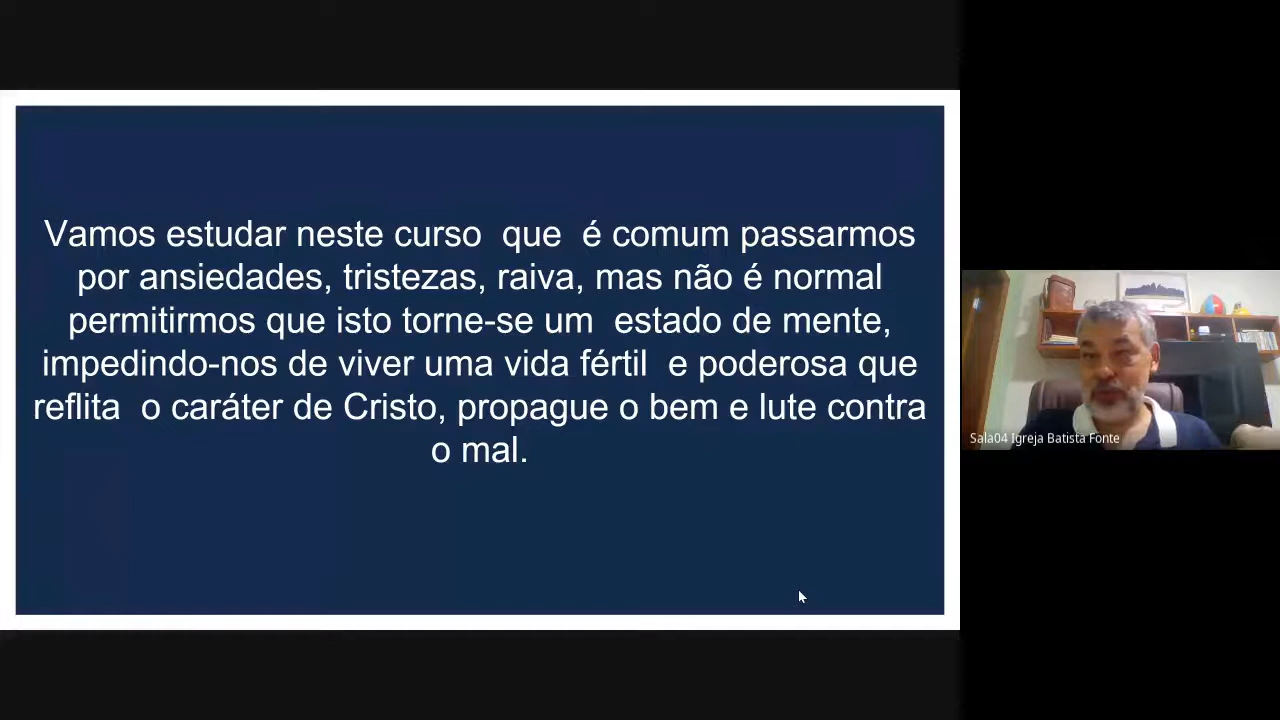 Vamos estudar neste curso  que  é comum passarmos
por ansiedades, tristezas, raiva, mas não é normal
permitirmos que isto torne-se um  estado de mente,
impedindo-nos de viver uma vida fértil  e poderosa que
reflita  o caráter de Cristo, propague o bem e lute contra
o mal.
Sala04 Igreja Batista Fonte